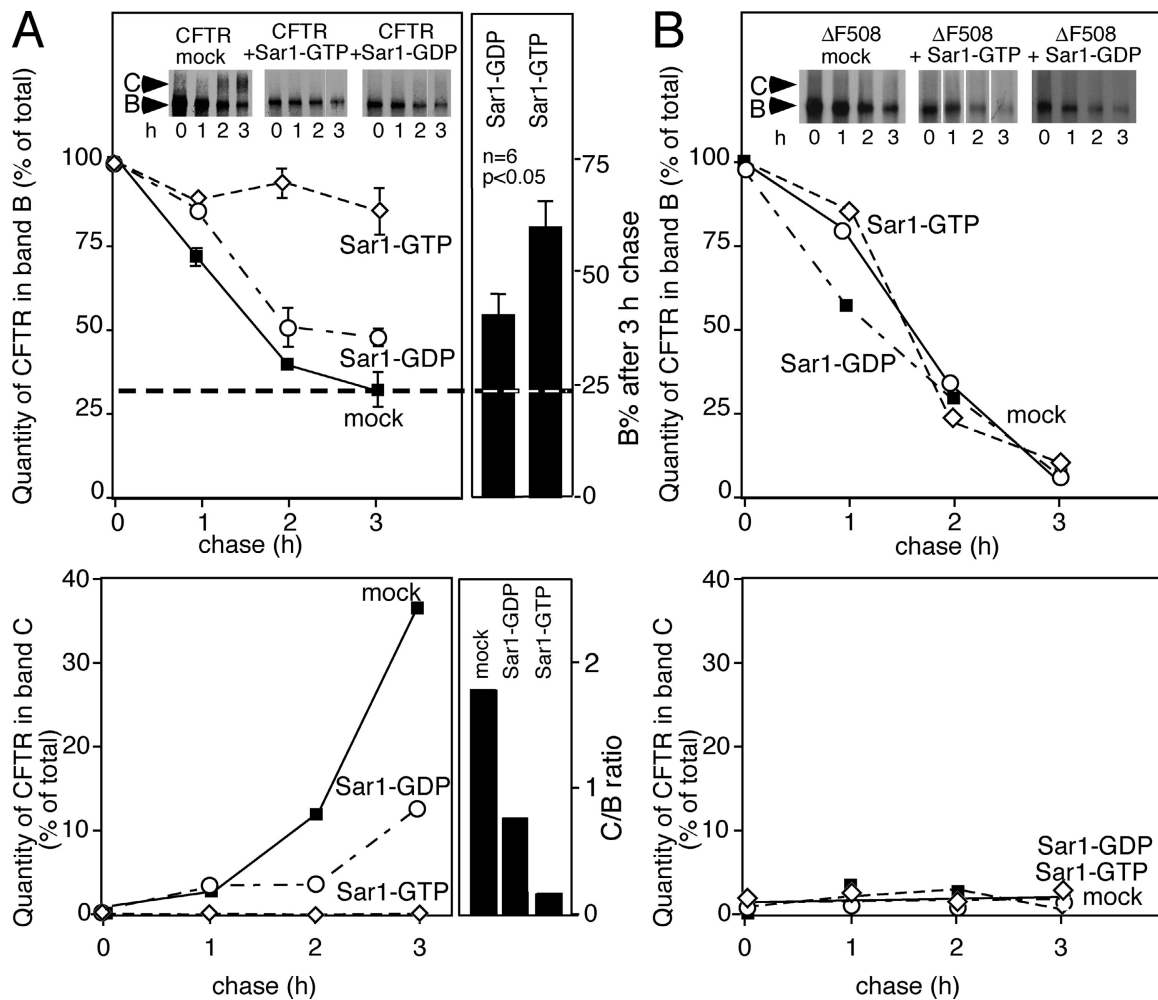 A
CFTR
mock
CFTR
+Sar1-GTP
CFTR
+Sar1-GDP
C
B
h 0 1 2 3 0 1 2 3 0 1 2 3
Quantity of CFTR in band B (% of total)
100
75
50
25
0
Sar1-GTP
Sar1-GDP
mock
0 1 2 3
chase (h)
Sar1-GDP
Sar1-GTP
n=6
p<0.05
75
50
25
0
B% after 3 h chase
B
ΔF508
mock
ΔF508
+ Sar1-GTP
ΔF508
+ Sar1-GDP
C
B
h 0 1 2 3 0 1 2 3 0 1 2 3
Quantity of CFTR in band B (% of total)
100
75
50
25
0
Sar1-GTP
Sar1-GDP
mock
0 1 2 3
chase (h)
Quantity of CFTR in band C
(% of total)
40
30
20
10
0
mock
Sar1-GDP
Sar1-GTP
0 1 2 3
chase (h)
mock
Sar1-GDP
Sar1-GTP
2
1
0
C/B ratio
Quantity of CFTR in band C
(% of total)
40
30
20
10
0
Sar1-GDP
Sar1-GTP
mock
0 1 2 3
chase (h)